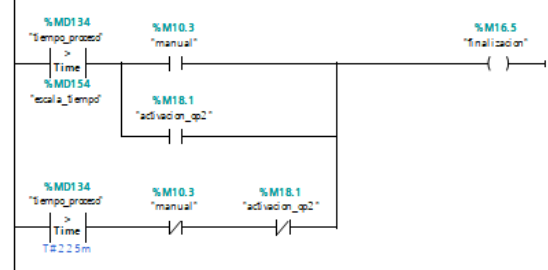 %MD134 %M10.3 %M16.5
"tiempo_proceso" "manual" "finalizacion"
>
Time
%MD154 %M18.1
"escala_tiempo" "activacion_op2"
%MD134 %M10.3 %M18.1
"tiempo_proceso" "manual" "activacion_op2"
>
Time
T#225m